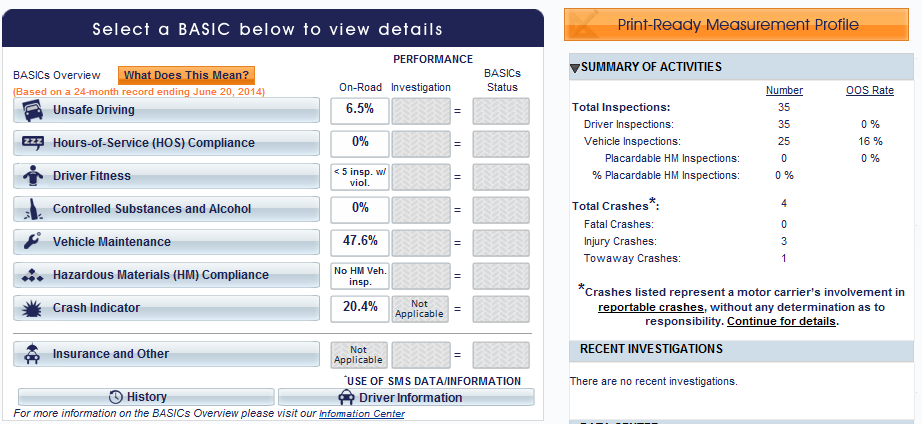 Select a BASIC below to view details
PERFORMANCE
BASICs Overview What Does This Mean? On-Road Investigation BASICs Status
(Based on a 24-month record ending June 20, 2014)
Unsafe Driving 6.5% =
Hours-of-Service (HOS) Compliance 0% =
Driver Fitness < 5 insp. w/ viol. =
Controlled Substances and Alcohol 0% =
Vehicle Maintenance 47.6% =
Hazardous Materials (HM) Compliance No HM Veh. insp. =
Crash Indicator 20.4% Not Applicable =
Insurance and Other Not Applicable =
*USE OF SMS DATA/INFORMATION
History Driver Information
For more information on the BASICs Overview please visit our Information Center
Print-Ready Measurement Profile
SUMMARY OF ACTIVITIES
Number OOS Rate
Total Inspections: 35
Driver Inspections: 35 0 %
Vehicle Inspections: 25 16 %
Placardable HM Inspections: 0 0 %
% Placardable HM Inspections: 0 %
Total Crashes*: 4
Fatal Crashes: 0
Injury Crashes: 3
Towaway Crashes: 1
*Crashes listed represent a motor carrier's involvement in
reportable crashes, without any determination as to
responsibility. Continue for details.
RECENT INVESTIGATIONS
There are no recent investigations.